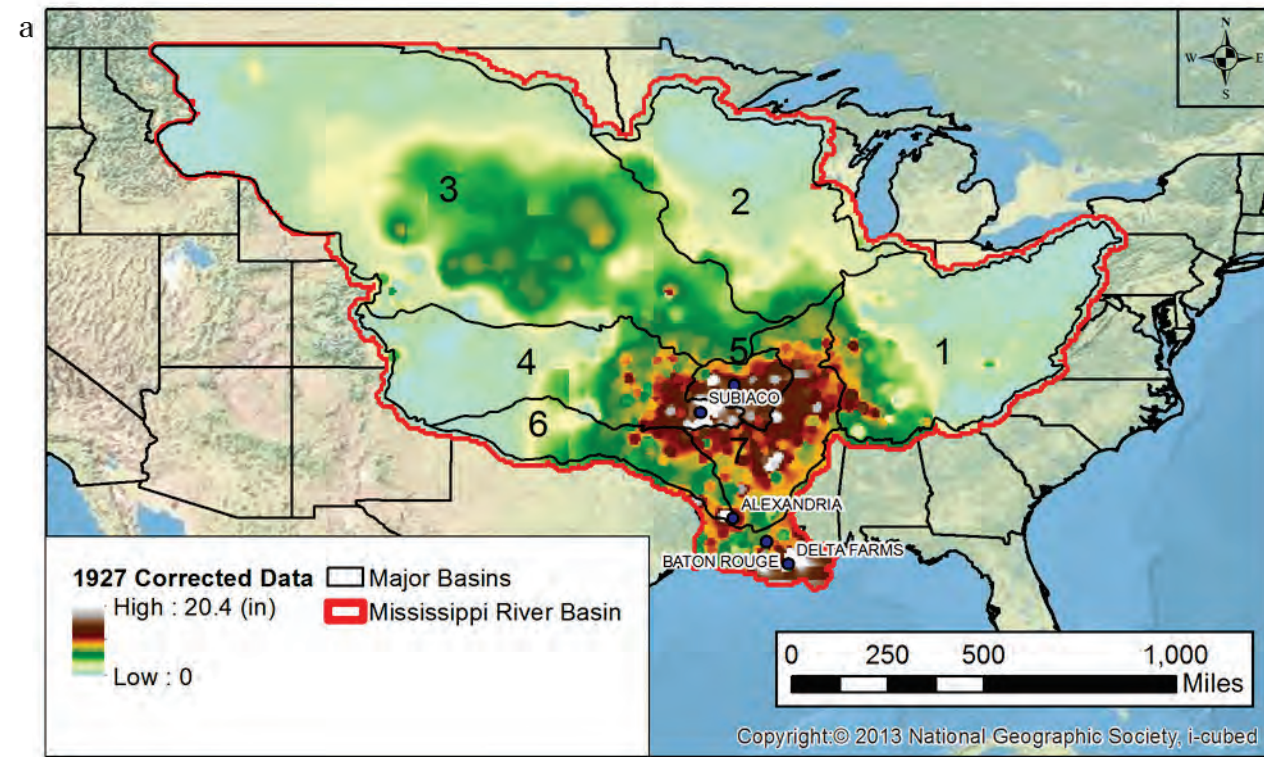 a
N
W E
S
3
2
1
4
5
SUBIACO
6
7
ALEXANDRIA
BATON ROUGE
DELTA FARMS
1927 Corrected Data
High : 20.4 (in)
Low : 0
Major Basins
Mississippi River Basin
0 250 500 1,000
Miles
Copyright:© 2013 National Geographic Society, i-cubed